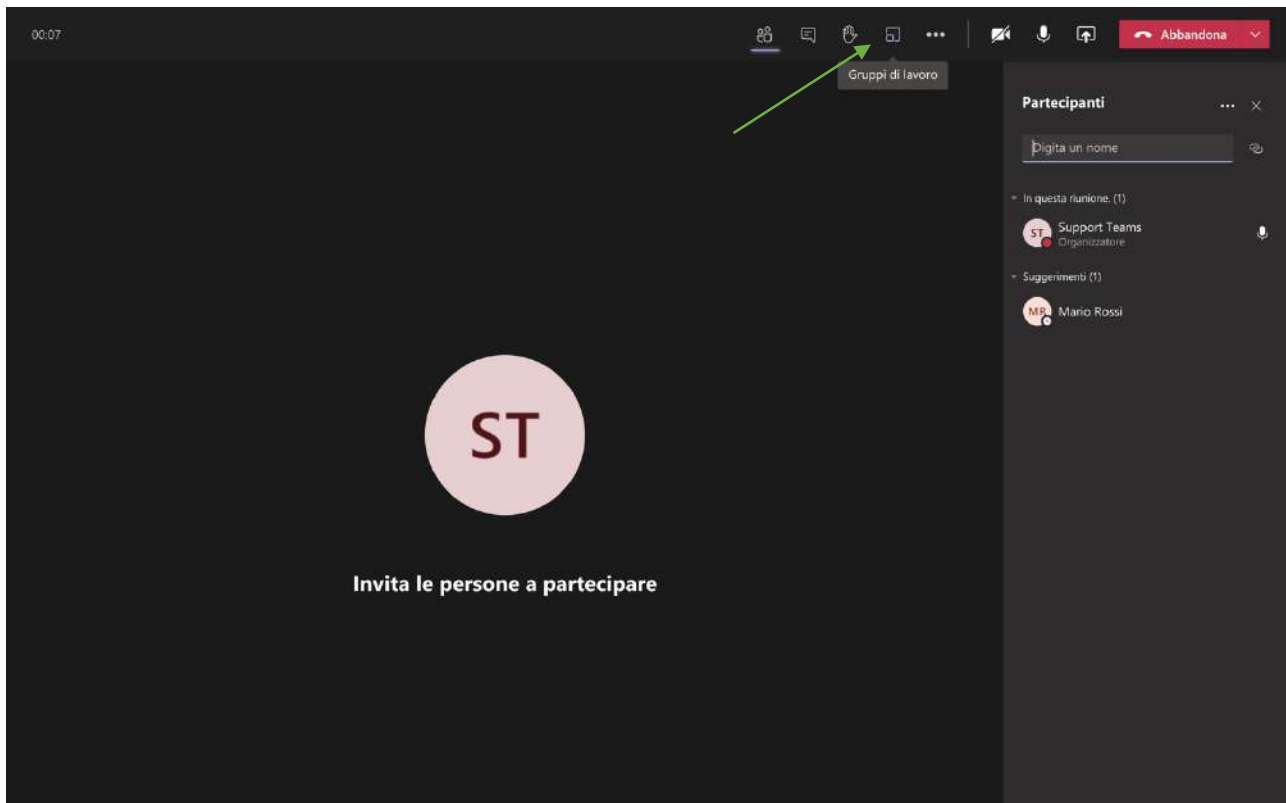 00:07
Abbandona
Gruppi di lavoro
Partecipanti
Digita un nome
In questa riunione. (1)
ST
Support Teams
Organizzatore
Suggerimenti (1)
MR
Mario Rossi
ST
Invita le persone a partecipare